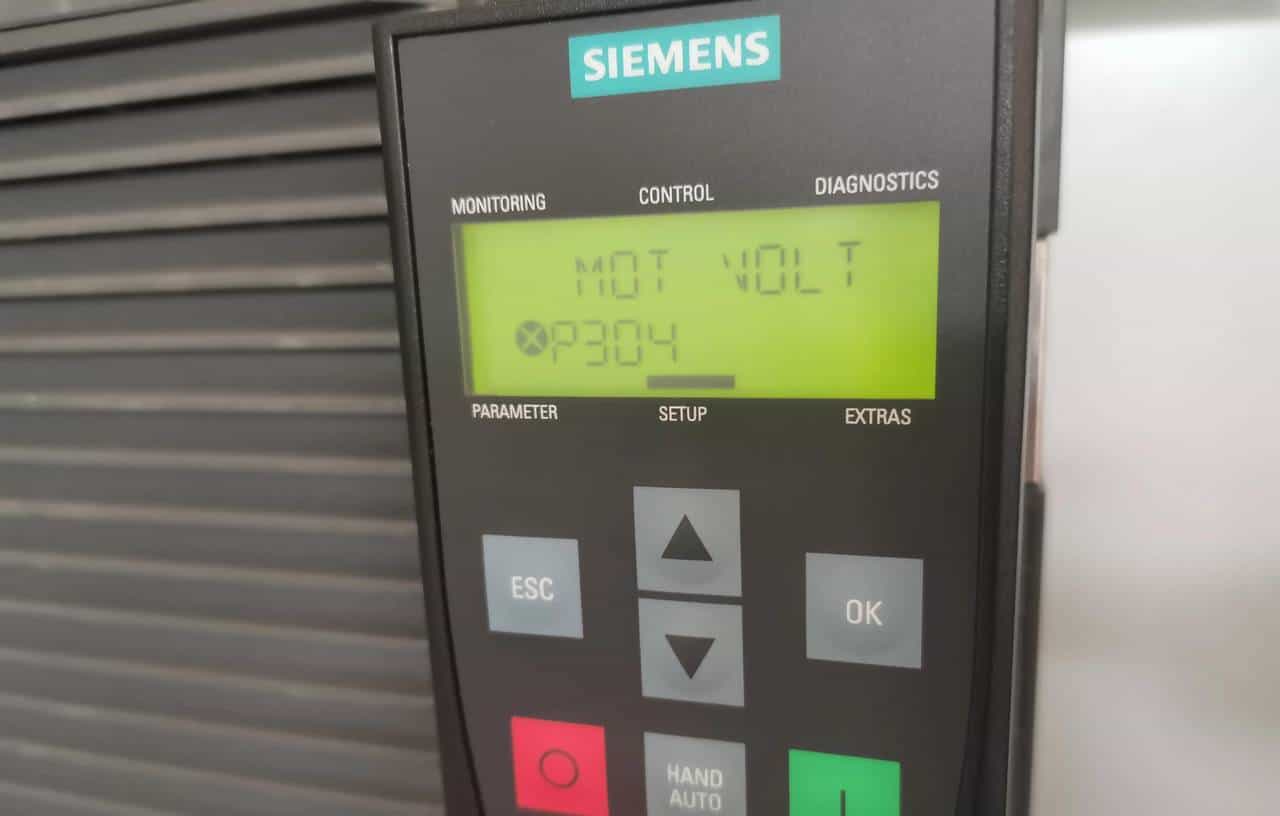 SIEMENS
MONITORING CONTROL DIAGNOSTICS
MOT VOLT
P304
PARAMETER SETUP EXTRAS
ESC
OK
HAND
AUTO